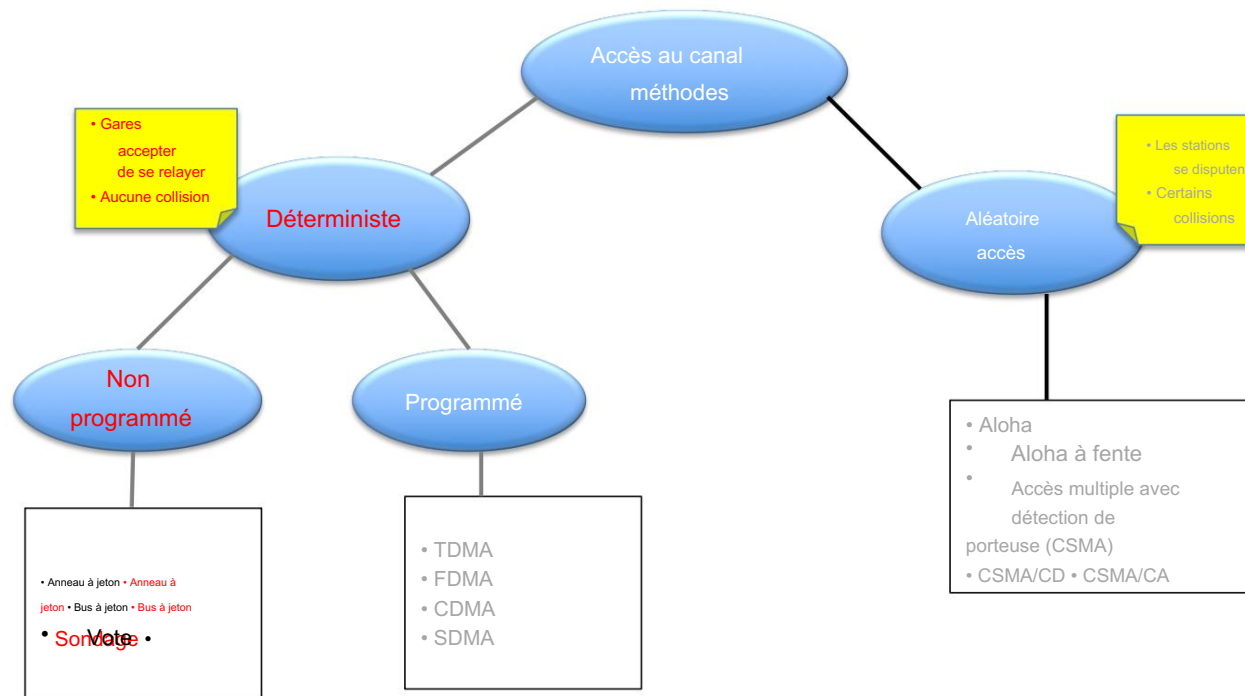 Accès au canal
méthodes
• Gares
accepter
de se relayer
• Aucune collision
Déterministe
• Les stations
se disputen
• Certains
collisions
Aléatoire
accès
Non
programmé
Programmé
• Anneau à jeton • Anneau à
jeton • Bus à jeton • Bus à jeton
• Sondage Vote •
• TDMA
• FDMA
• CDMA
• SDMA
• Aloha
• Aloha à fente
• Accès multiple avec
détection de
porteuse (CSMA)
• CSMA/CD • CSMA/CA